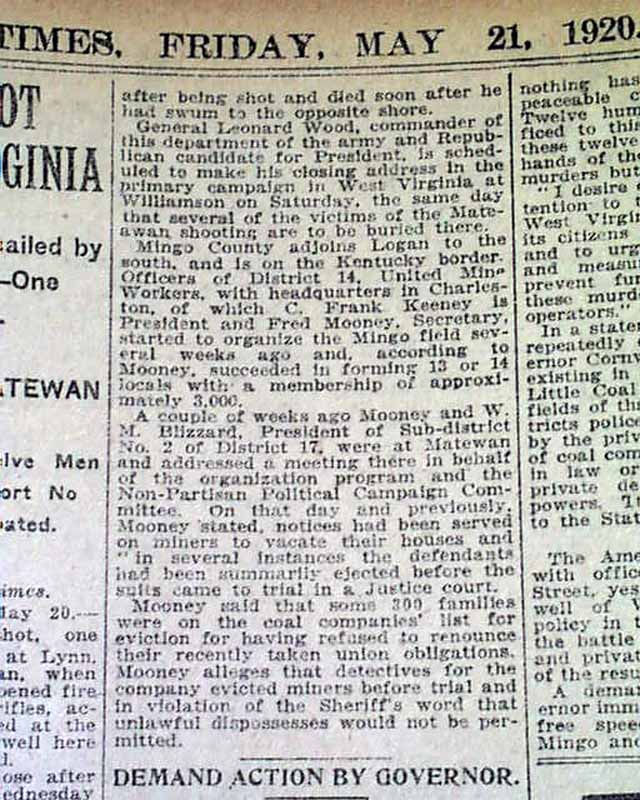 TIMES, FRIDAY, MAY 21, 1920.
OT
GINIA
ailed by
—One
ATEWAN
lve Men
ort No
ated.
imes.
May 20.—
hot, one
at Lynn,
an, when
pened fire
rifles, ac-
ed at the
well here
d.
ose after
ednesday
after being shot and died soon after he
had swum to the opposite shore.
General Leonard Wood, commander of
this department of the army and Repub-
lican candidate for President, is sched-
uled to make his closing address in the
primary campaign in West Virginia at
Williamson on Saturday, the same day
that several of the victims of the Mate-
awan shooting are to be buried there.
Mingo County adjoins Logan to the
south, and is on the Kentucky border.
Officers of District 14, United Mine
Workers, with headquarters in Charles-
ton, of which C. Frank Keeney is
President and Fred Mooney, Secretary,
started to organize the Mingo field sev-
eral weeks ago and, according to
Mooney, succeeded in forming 13 or 14
locals with a membership of approxi-
mately 3,000.
A couple of weeks ago Mooney and W.
M. Blizzard, President of Sub-district
No. 2 of District 17, were at Matewan
and addressed a meeting there in behalf
of the organization program and the
Non-Partisan Political Campaign Com-
mittee. On that day and previously,
Mooney stated, notices had been served
on miners to vacate their houses and
"in several instances the defendants
had been summarily ejected before the
suits came to trial in a Justice court.
Mooney said that some 300 families
were on the coal companies' list for
eviction for having refused to renounce
their recently taken union obligations.
Mooney alleges that detectives for the
company evicted miners before trial and
in violation of the Sheriff's word that
unlawful dispossesses would not be per-
mitted.
DEMAND ACTION BY GOVERNOR.
nothing has
peaceable c
Twelve hum
ficed to this
these twelve
hands of the
murders but
"I desire
tention to t
West Virgi
its citizens
and to urg
and measu
prevent fur
these murd
operators."
In a state
repeatedly
ernor Cornw
existing in
Little Coal
fields of the
tricts police
by the priv
of coal com
in law or
private de
powers. T
to the Stat
The Ame
with offic
Street, yes
well of W
policy in t
the battle
and privat
of the resu
A dema
ernor imm
free spee
Mingo and